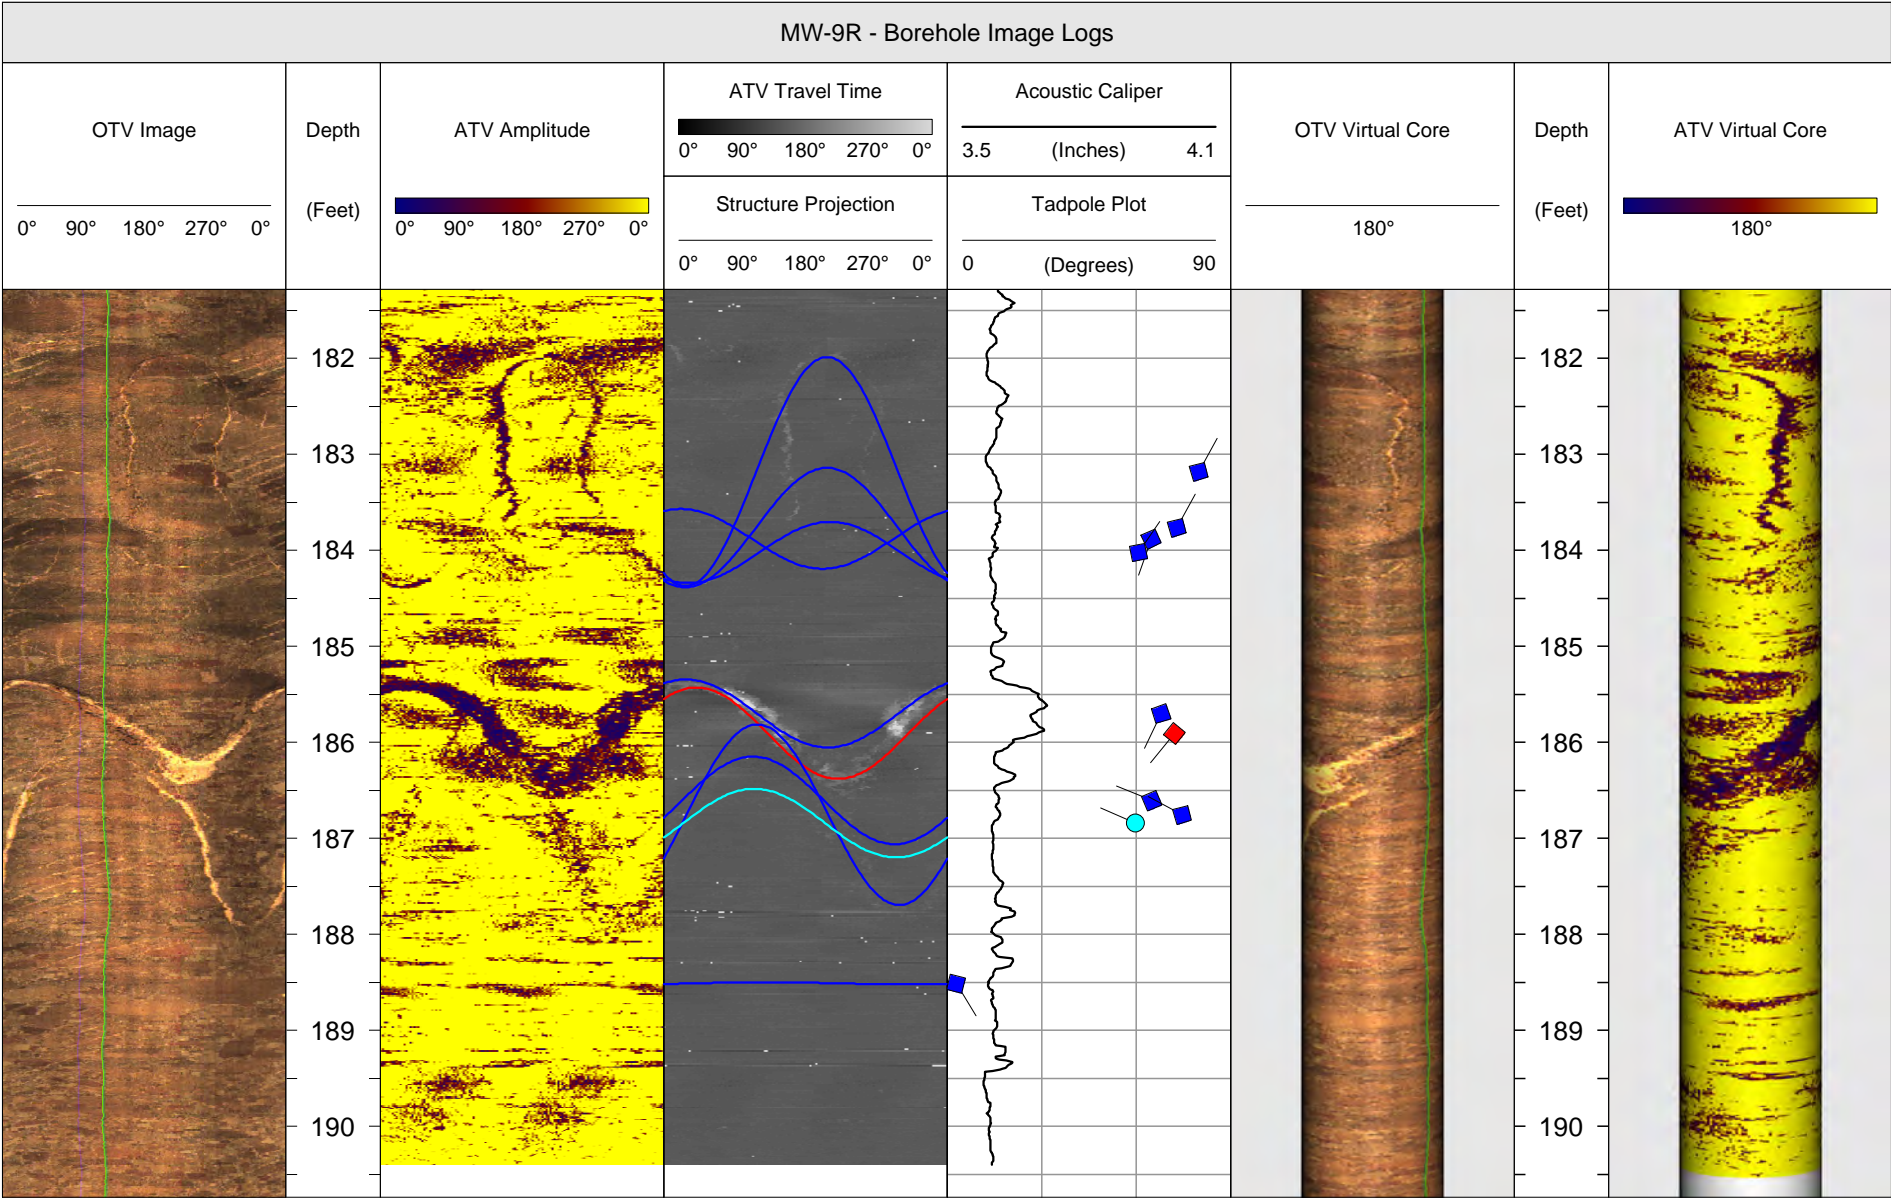 MW-9R - Borehole Image Logs
OTV Image
0° 90° 180° 270° 0°
Depth
(Feet)
ATV Amplitude
0° 90° 180° 270° 0°
ATV Travel Time
0° 90° 180° 270° 0°
Structure Projection
0° 90° 180° 270° 0°
Acoustic Caliper
3.5 (Inches) 4.1
Tadpole Plot
0 (Degrees) 90
OTV Virtual Core
180°
Depth
(Feet)
ATV Virtual Core
180°
182
183
184
185
186
187
188
189
190
182
183
184
185
186
187
188
189
190